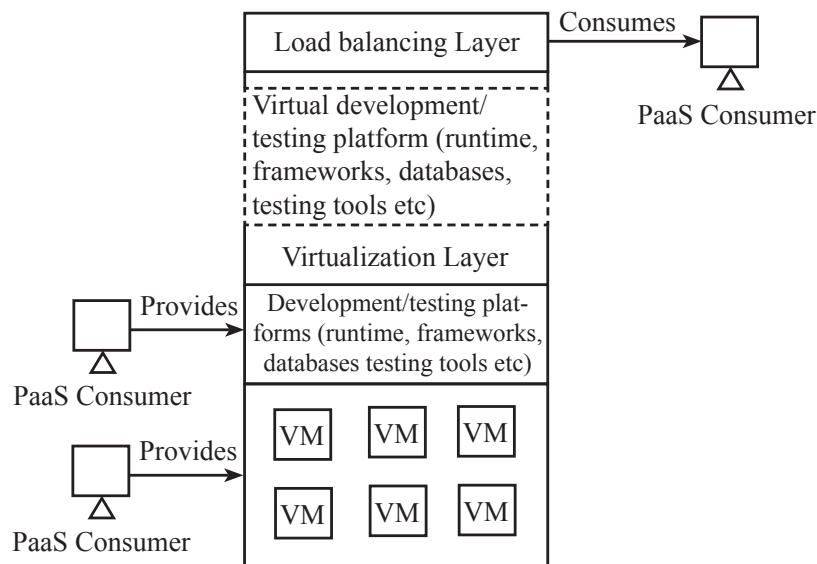 Load balancing Layer
Consumes
PaaS Consumer
Virtual development/
testing platform (runtime,
frameworks, databases,
testing tools etc)
Virtualization Layer
Provides
PaaS Consumer
Development/testing plat-
forms (runtime, frameworks,
databases testing tools etc)
Provides
PaaS Consumer
VM VM VM
VM VM VM